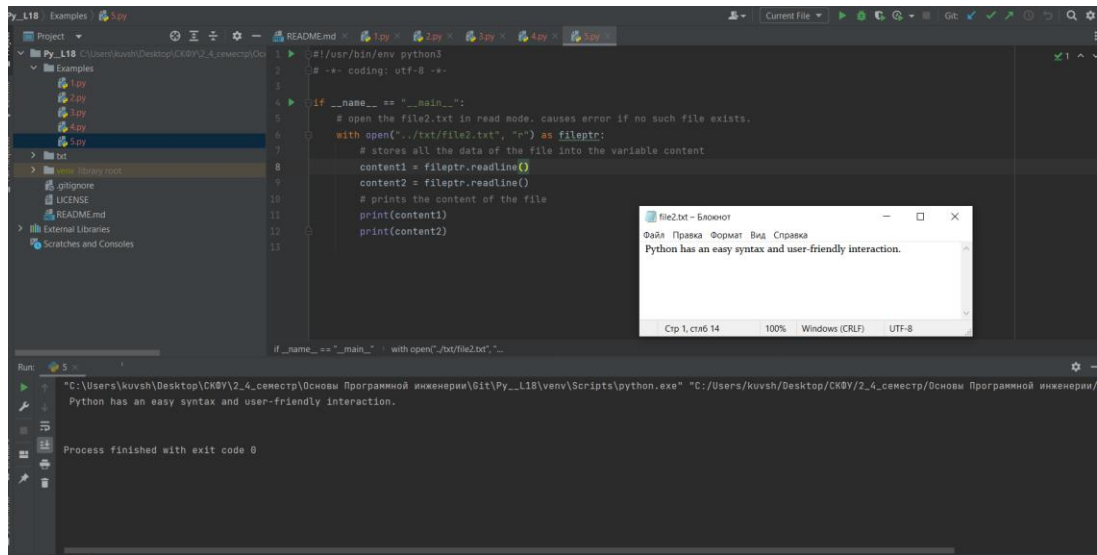 Py_L18 Examples 5.py
Current File
Git:
Project
README.md 1.py 2.py 3.py 4.py 5.py
Py_L18 C:\Users\kuvsh\Desktop\СКФУ\2_4_семестр\Осн
Examples
1.py
2.py
3.py
4.py
5.py
txt
venv library root
.gitignore
LICENSE
README.md
External Libraries
Scratches and Consoles
1 #!/usr/bin/env python3
2 # -*- coding: utf-8 -*-
3
4 if __name__ == "__main__":
5 # open the file2.txt in read mode. causes error if no such file exists.
6 with open("../txt/file2.txt", "r") as fileptr:
7 # stores all the data of the file into the variable content
8 content1 = fileptr.readline()
9 content2 = fileptr.readline()
10 # prints the content of the file
11 print(content1)
12 print(content2)
13
1
file2.txt – Блокнот
Файл Правка Формат Вид Справка
Python has an easy syntax and user-friendly interaction.
Стр 1, стлб 14 100% Windows (CRLF) UTF-8
if __name__ == "__main__" with open("../txt/file2.txt", "...
Run: 5
"C:\Users\kuvsh\Desktop\СКФУ\2_4_семестр\Основы Программной инженерии\Git\Py__L18\venv\Scripts\python.exe" "C:/Users/kuvsh/Desktop/СКФУ/2_4_семестр/Основы Программной инженерии/
Python has an easy syntax and user-friendly interaction.
Process finished with exit code 0